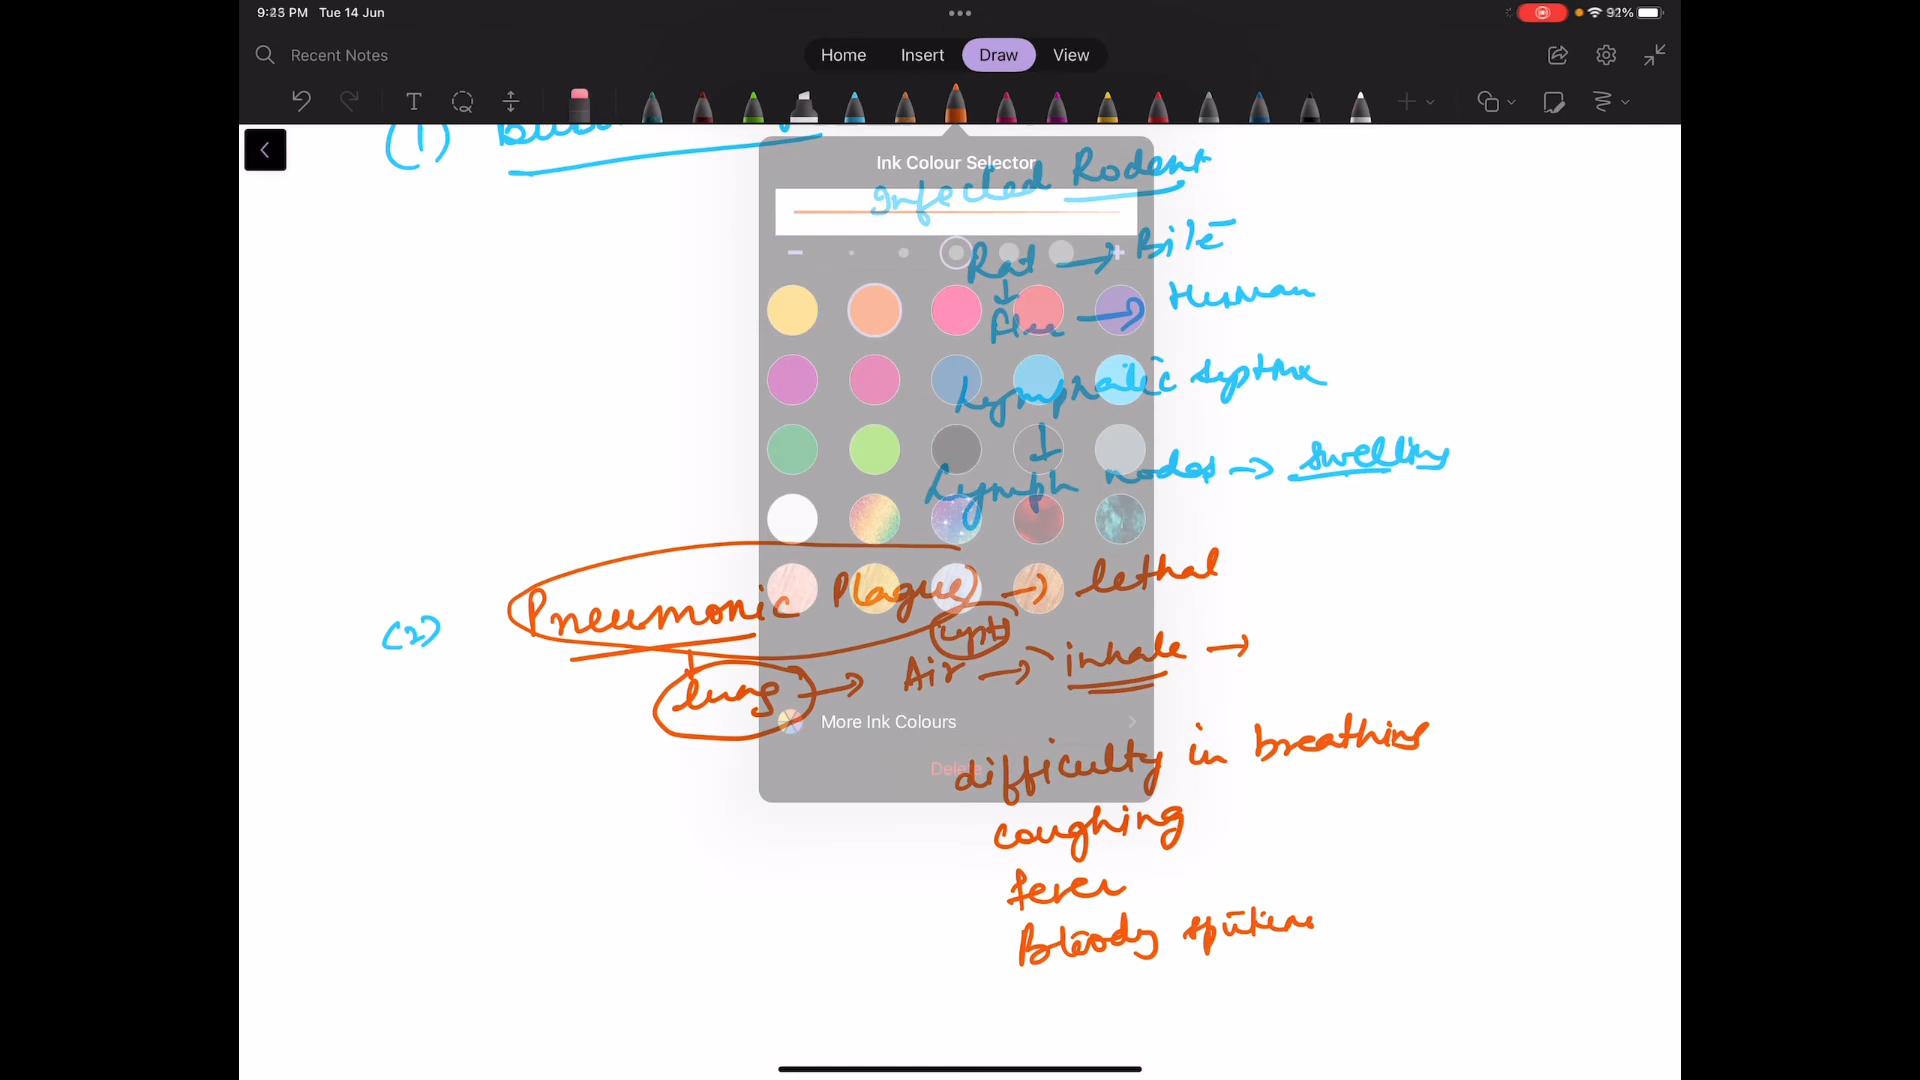 9:23 PM Tue 14 Jun
92%
Recent Notes
Home Insert Draw View
T
(1)
Ink Colour Selector
Infected Rodent
Rat → Bite
↓
Flea → Human
Lymphatic system
↓
Lymph nodes → swelling
(2) Pneumonic Plague → lethal
lungs → Air → inhale →
More Ink Colours
Delete
difficulty in breathing
coughing
fever
Bloody sputum